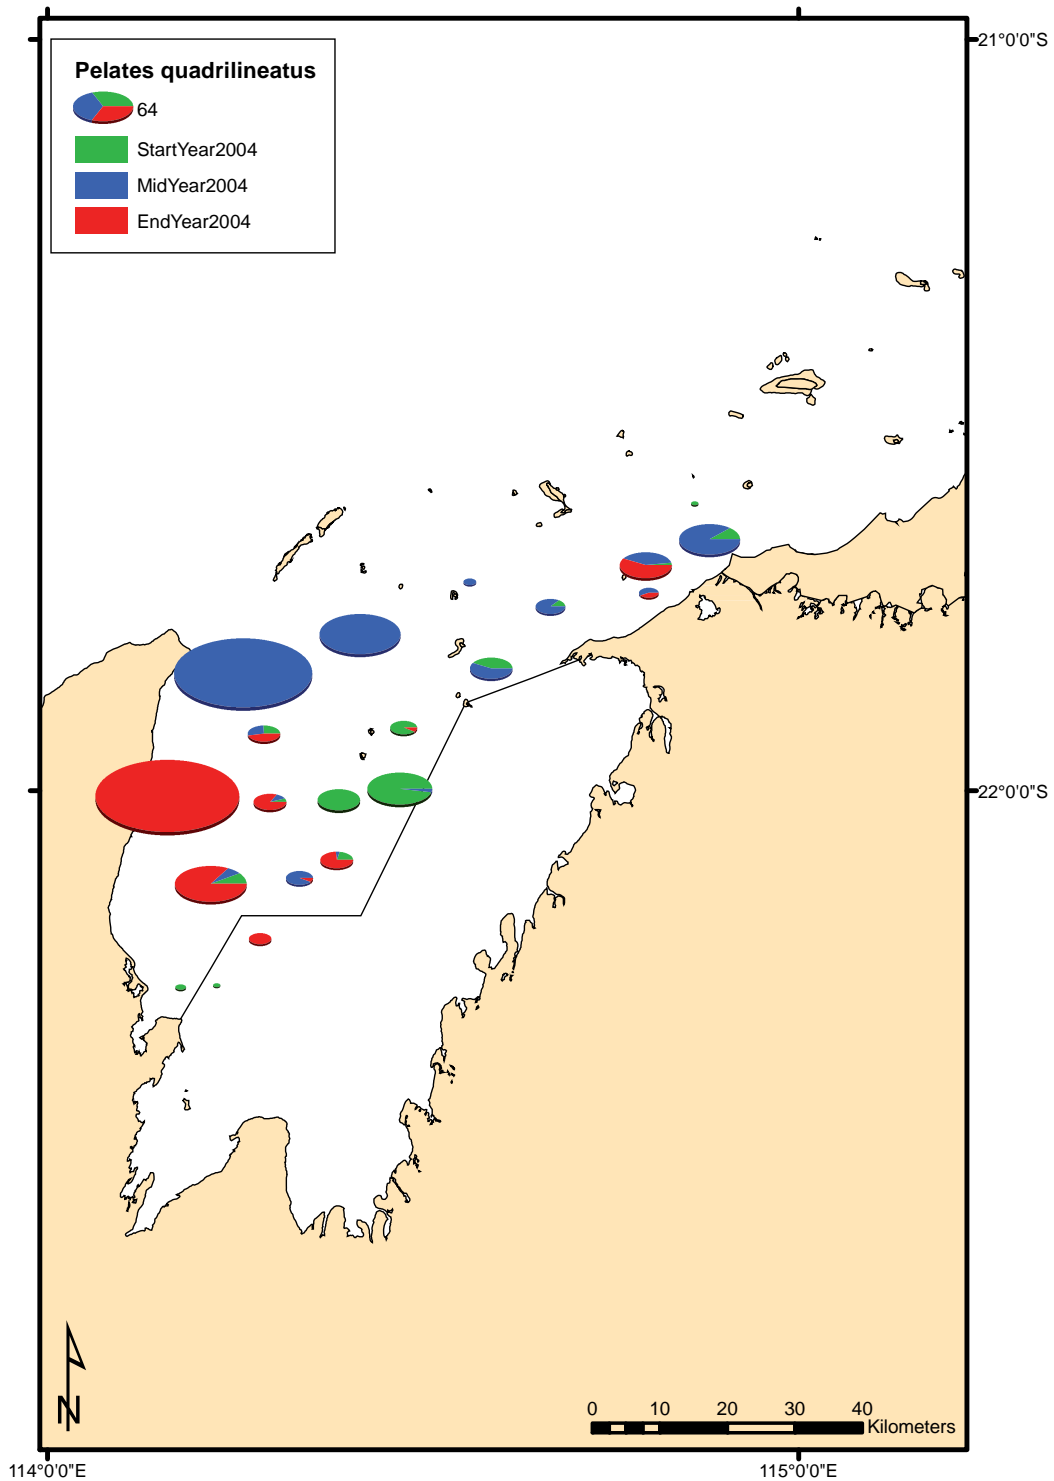 21°0'0"S
Pelates quadrilineatus
64
StartYear2004
MidYear2004
EndYear2004
22°0'0"S
N
0 10 20 30 40
Kilometers
114°0'0"E 115°0'0"E